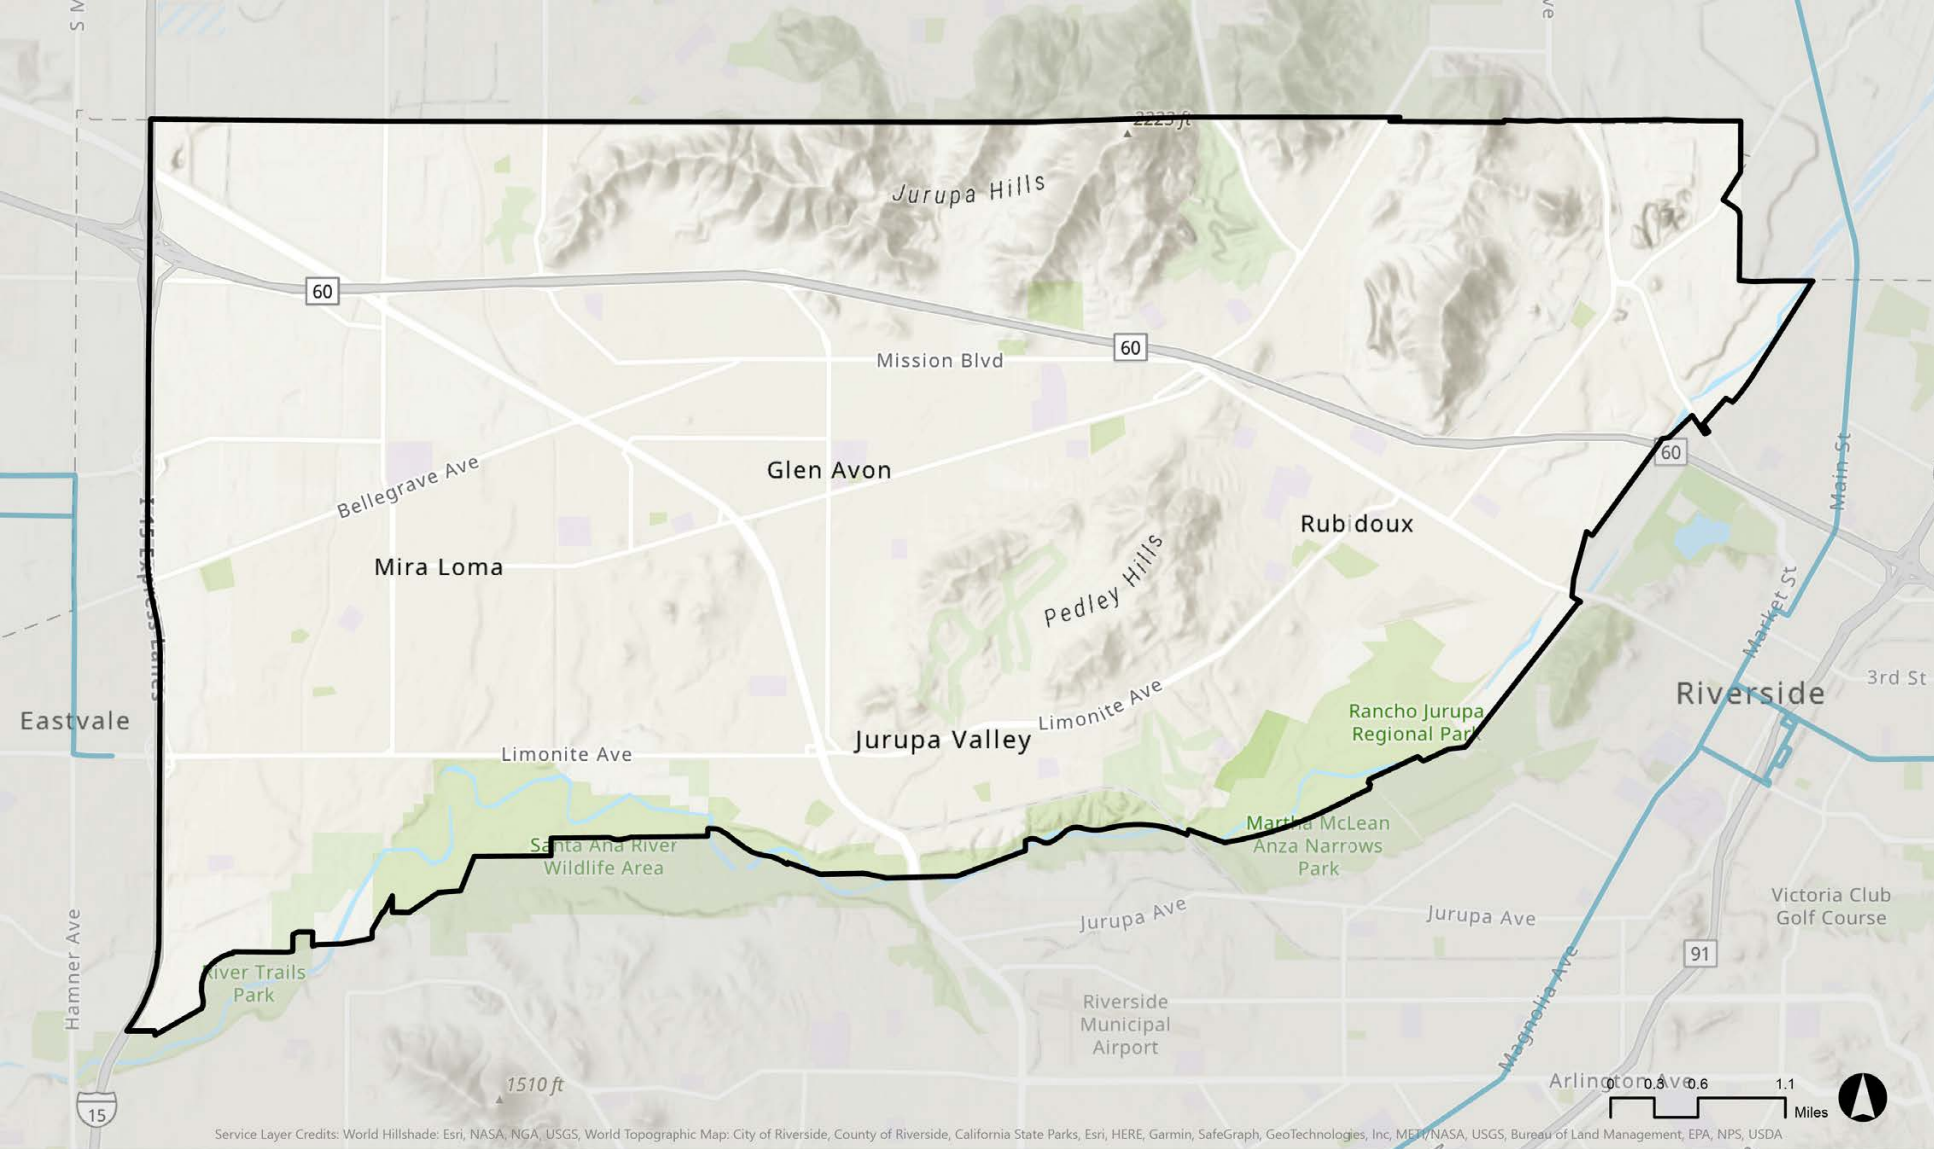 S M
ve
2223 ft
Jurupa Hills
60
60
Mission Blvd
60
Main St
Bellegrave Ave
Glen Avon
I-15 Express Lanes
Mira Loma
Rubidoux
Pedley Hills
Market St
Eastvale
Riverside
3rd St
Limonite Ave
Rancho Jurupa
Regional Park
Jurupa Valley
Limonite Ave
Santa Ana River
Wildlife Area
Martha McLean
Anza Narrows
Park
Jurupa Ave
Jurupa Ave
Victoria Club
Golf Course
Hamner Ave
River Trails
Park
91
Riverside
Municipal
Airport
Magnolia Ave
1510 ft
Arlington Ave
0 0.3 0.6 1.1
Miles
15
Service Layer Credits: World Hillshade: Esri, NASA, NGA, USGS, World Topographic Map: City of Riverside, County of Riverside, California State Parks, Esri, HERE, Garmin, SafeGraph, GeoTechnologies, Inc, METI/NASA, USGS, Bureau of Land Management, EPA, NPS, USDA